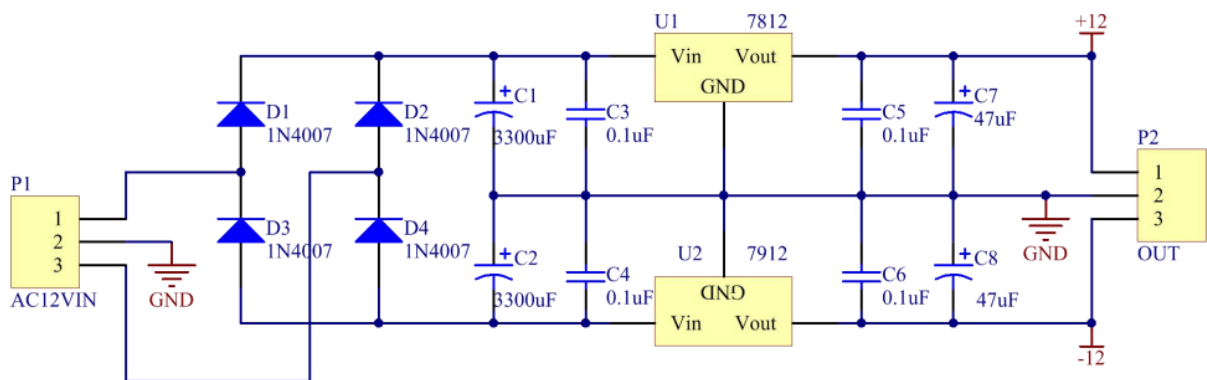 U1 7812
+12
Vin Vout
GND
D1
1N4007
D2
1N4007
+ C1
3300uF
C3
0.1uF
C5
0.1uF
+ C7
47uF
P2
1
2
3
OUT
P1
1
2
3
AC12VIN
GND
D3
1N4007
D4
1N4007
+ C2
3300uF
C4
0.1uF
U2 7912
GND
Vin Vout
C6
0.1uF
+ C8
47uF
GND
-12